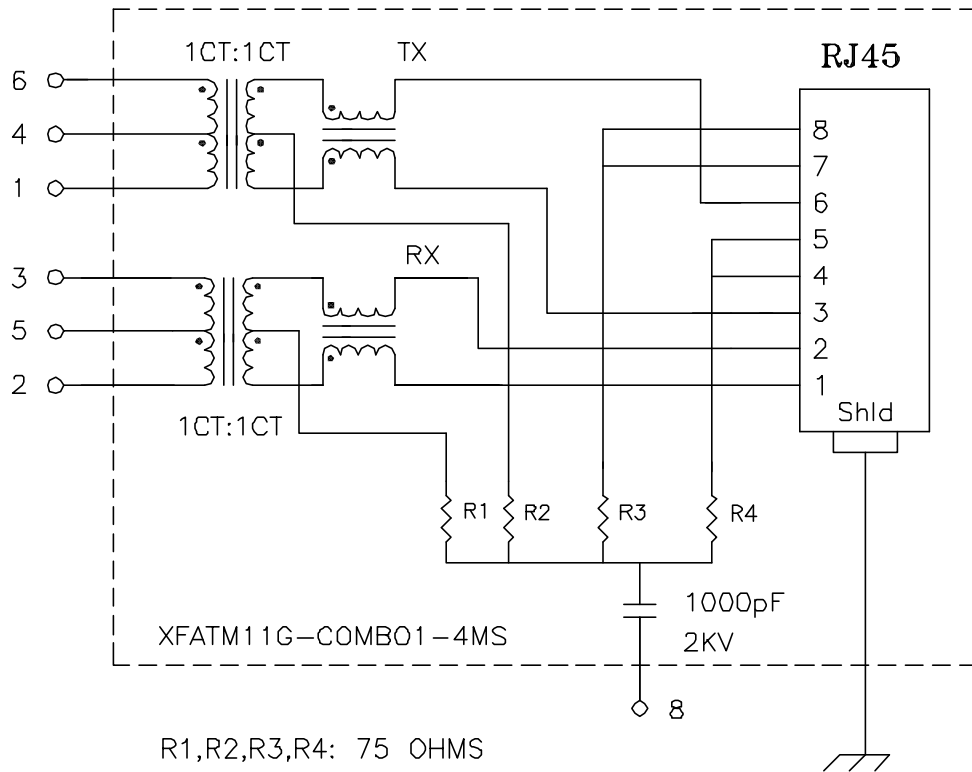 1CT:1CT
TX
RJ45
6
4
1
8
7
6
5
4
3
2
1
Shld
RX
3
5
2
1CT:1CT
R1
R2
R3
R4
1000pF
2KV
XFATM11G-COMBO1-4MS
8
R1,R2,R3,R4: 75 OHMS